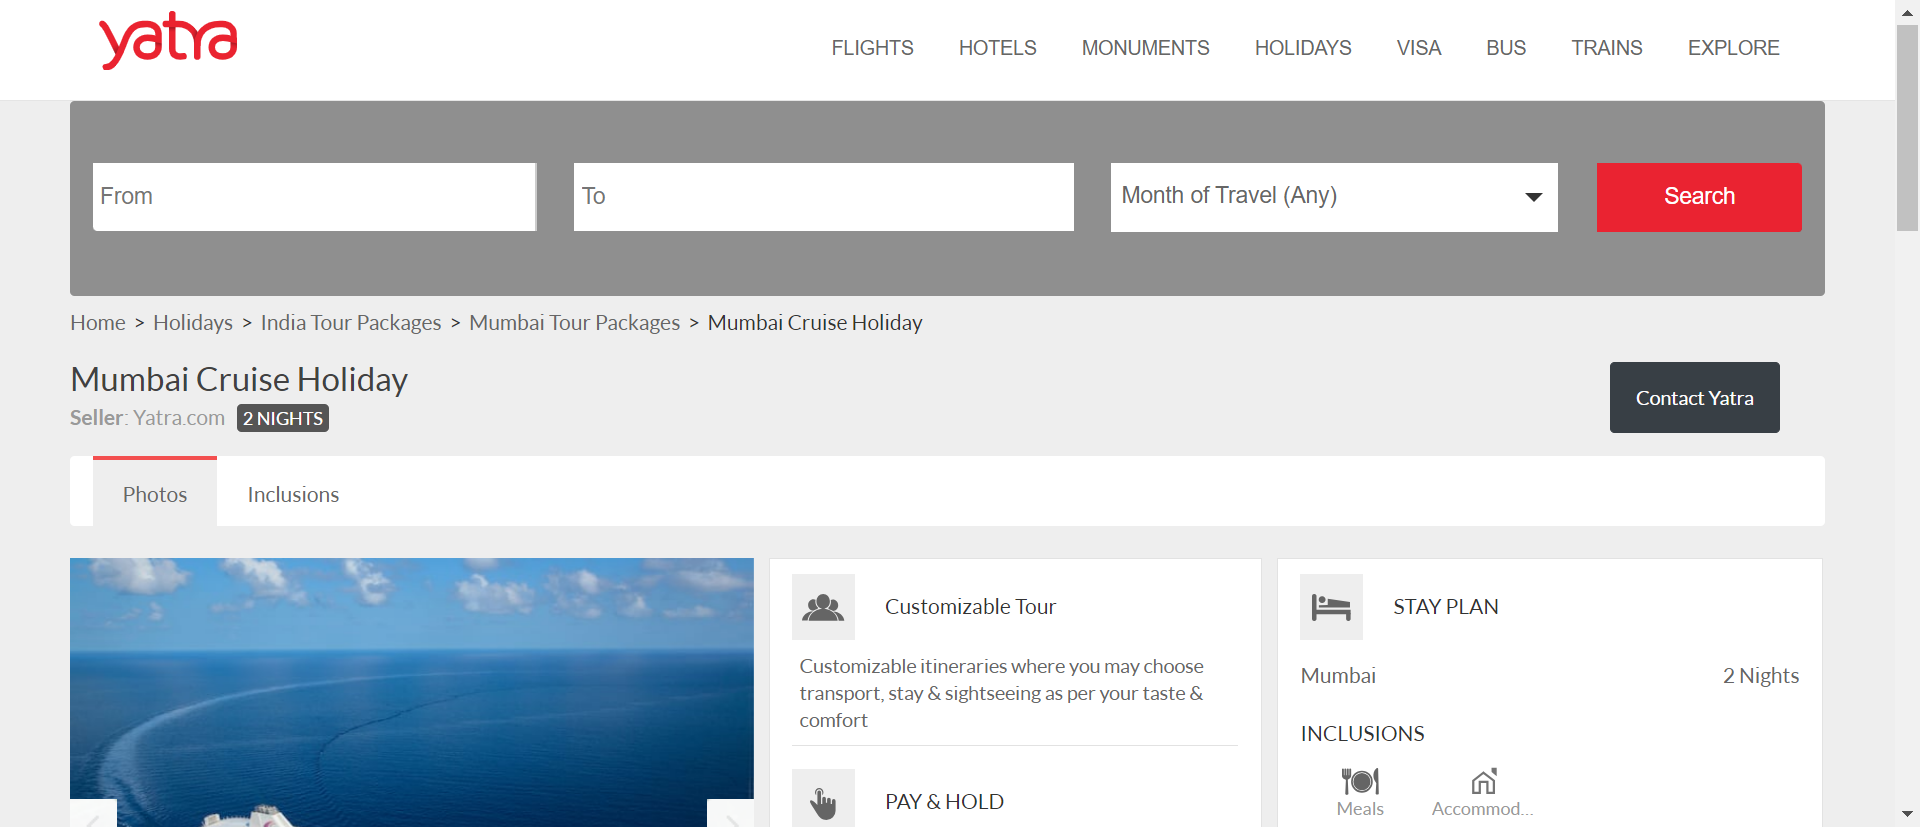 yatra
FLIGHTS HOTELS MONUMENTS HOLIDAYS VISA BUS TRAINS EXPLORE
From To Month of Travel (Any) Search
Home > Holidays > India Tour Packages > Mumbai Tour Packages > Mumbai Cruise Holiday
Mumbai Cruise Holiday
Seller: Yatra.com 2 NIGHTS
Contact Yatra
Photos Inclusions
Customizable Tour
Customizable itineraries where you may choose
transport, stay & sightseeing as per your taste &
comfort
PAY & HOLD
STAY PLAN
Mumbai 2 Nights
INCLUSIONS
Meals Accommod...